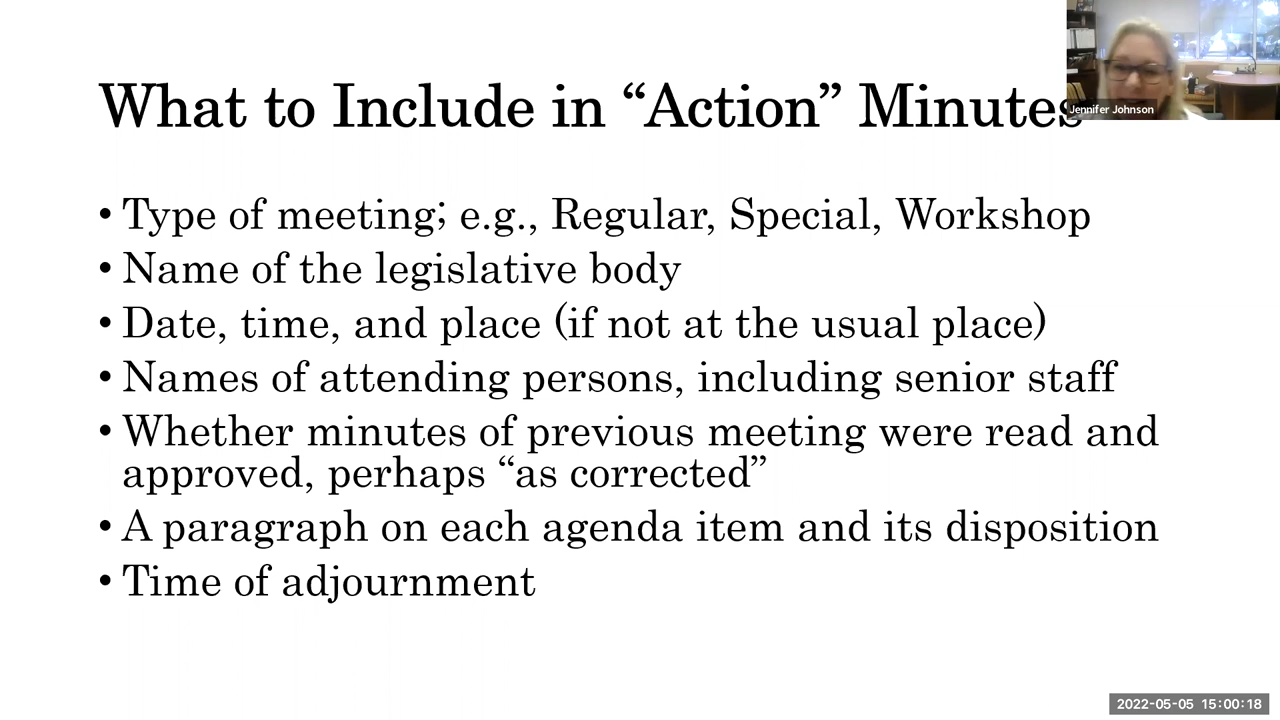 What to Include in “Action” Minutes
Jennifer Johnson
• Type of meeting; e.g., Regular, Special, Workshop
• Name of the legislative body
• Date, time, and place (if not at the usual place)
• Names of attending persons, including senior staff
• Whether minutes of previous meeting were read and
approved, perhaps “as corrected”
• A paragraph on each agenda item and its disposition
• Time of adjournment
2022-05-05 15:00:18